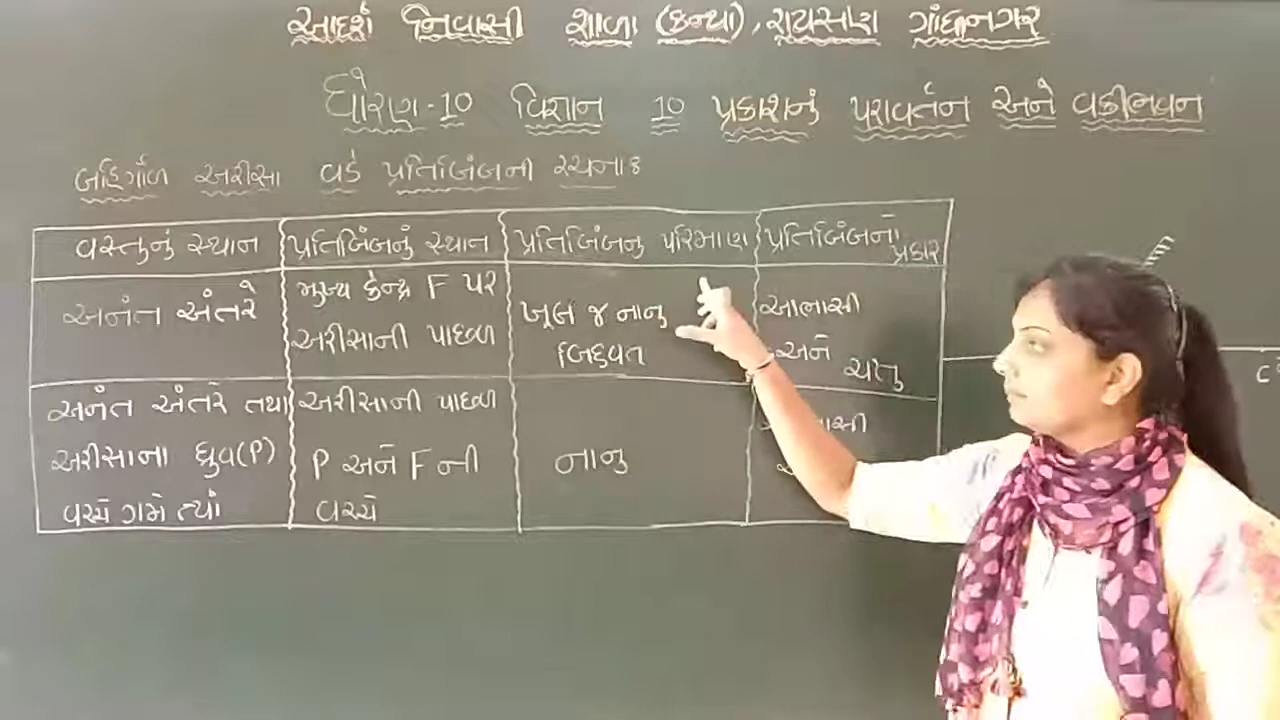 આદર્શ નિવાસી શાળા (કન્યા), રાયસણ ગાંધીનગર
ધોરણ-10 વિજ્ઞાન 10 પ્રકાશનું પરાવર્તન અને વક્રીભવન
બહિર્ગોળ અરીસા વડે પ્રતિબિંબની રચનાઃ
વસ્તુનું સ્થાન પ્રતિબિંબનું સ્થાન પ્રતિબિંબનુ પરિમાણ પ્રતિબિંબનો પ્રકાર
અનંત અંતરે
મુખ્ય કેન્દ્ર F પર
અરીસાની પાછળ
ખૂબ જ નાનુ
બિંદુવત
આભાસી
અને ચત્તુ
અનંત અંતરે તથા
અરીસાના ધ્રુવ(P)
વચ્ચે ગમે ત્યાં
અરીસાની પાછળ
P અને F ની
વચ્ચે
નાનુ
C